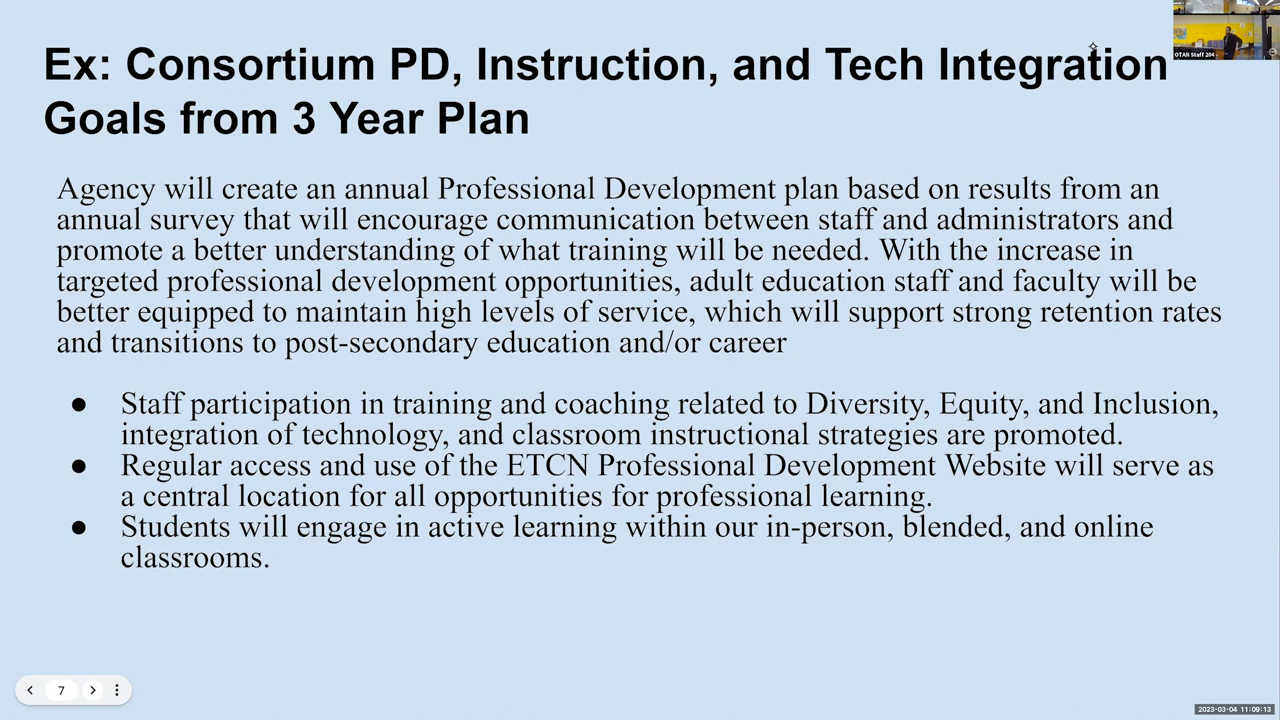 Ex: Consortium PD, Instruction, and Tech Integration
Goals from 3 Year Plan
OTAN Staff 204
Agency will create an annual Professional Development plan based on results from an
annual survey that will encourage communication between staff and administrators and
promote a better understanding of what training will be needed. With the increase in
targeted professional development opportunities, adult education staff and faculty will be
better equipped to maintain high levels of service, which will support strong retention rates
and transitions to post-secondary education and/or career
● Staff participation in training and coaching related to Diversity, Equity, and Inclusion,
integration of technology, and classroom instructional strategies are promoted.
● Regular access and use of the ETCN Professional Development Website will serve as
a central location for all opportunities for professional learning.
● Students will engage in active learning within our in-person, blended, and online
classrooms.
7
2023-03-04 11:09:13